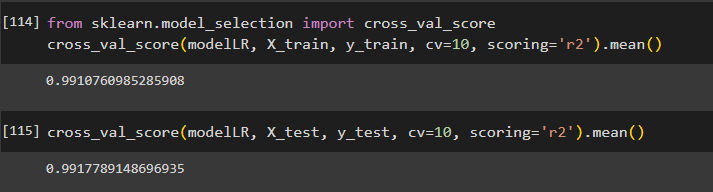 [114] from sklearn.model_selection import cross_val_score
cross_val_score(modelLR, X_train, y_train, cv=10, scoring='r2').mean()
0.9910760985285908
[115] cross_val_score(modelLR, X_test, y_test, cv=10, scoring='r2').mean()
0.9917789148696935